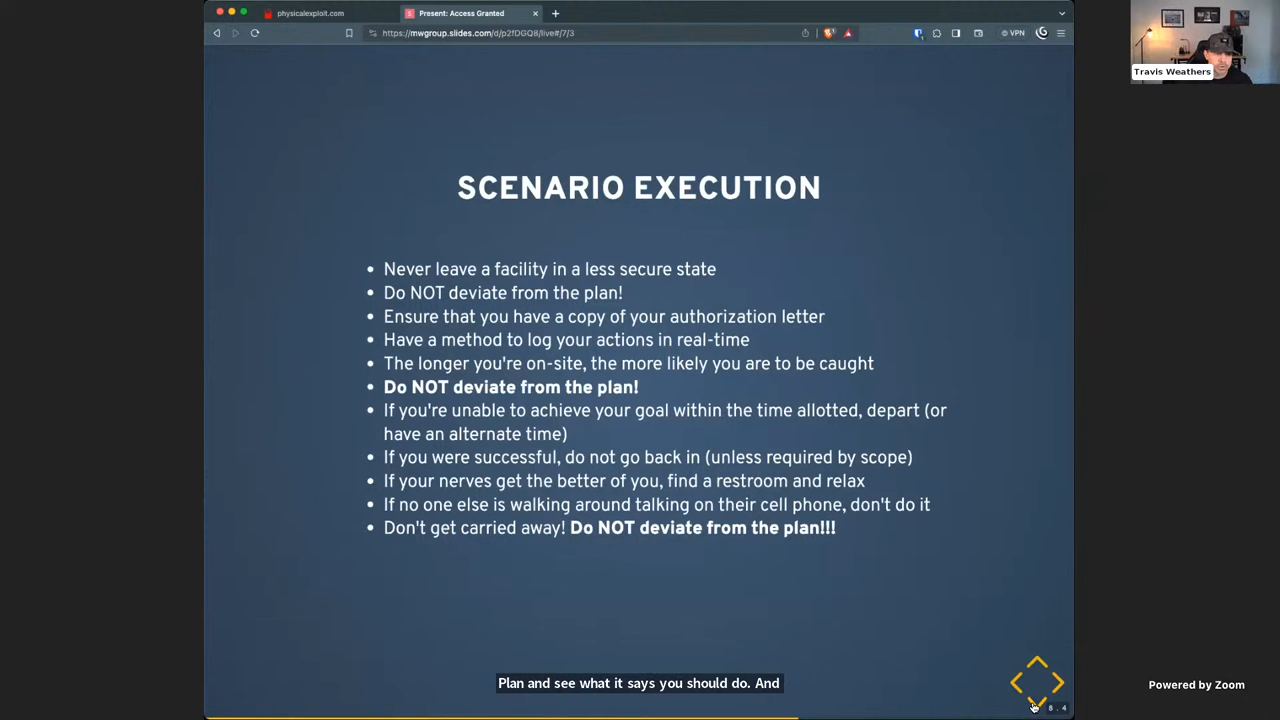 physicalexploit.com
Present: Access Granted
https://mwgroup.slides.com/d/p2fDGQ8/live#/7/3
VPN
Travis Weathers
SCENARIO EXECUTION
• Never leave a facility in a less secure state
• Do NOT deviate from the plan!
• Ensure that you have a copy of your authorization letter
• Have a method to log your actions in real-time
• The longer you're on-site, the more likely you are to be caught
• Do NOT deviate from the plan!
• If you're unable to achieve your goal within the time allotted, depart (or
have an alternate time)
• If you were successful, do not go back in (unless required by scope)
• If your nerves get the better of you, find a restroom and relax
• If no one else is walking around talking on their cell phone, don't do it
• Don't get carried away! Do NOT deviate from the plan!!!
Plan and see what it says you should do. And
8.4
Powered by Zoom